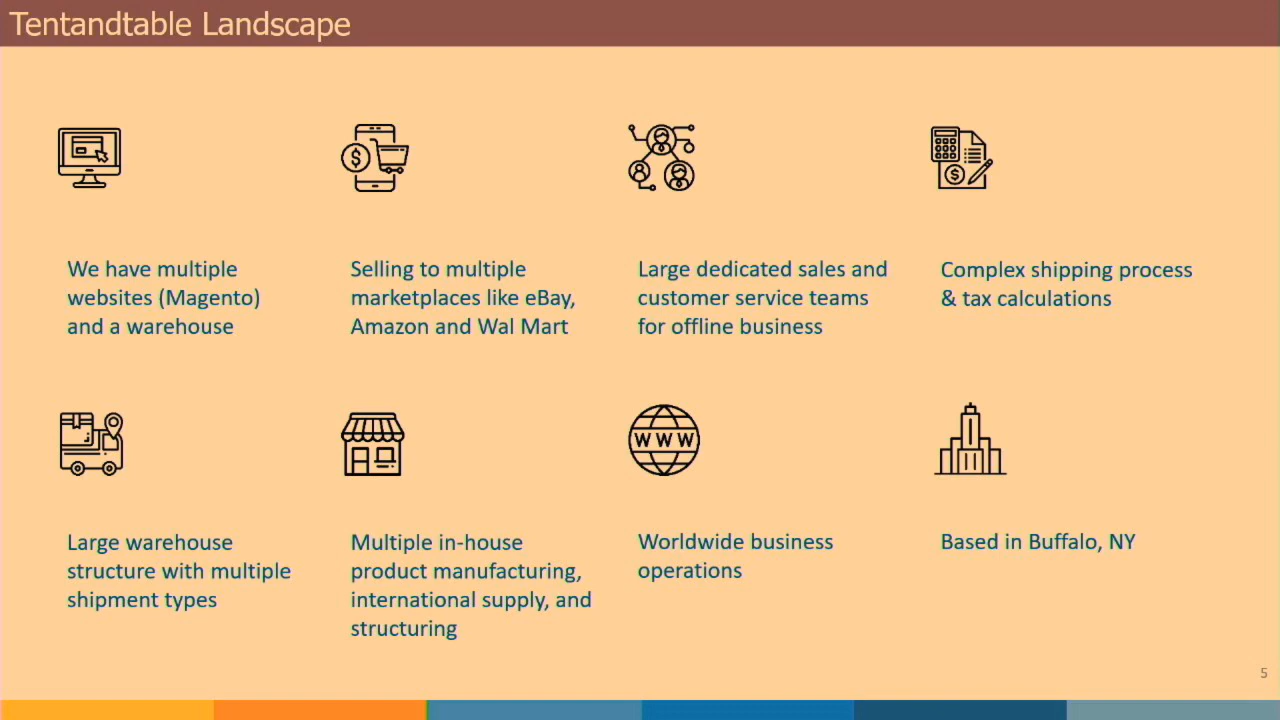 Tentandtable Landscape
We have multiple
websites (Magento)
and a warehouse
Selling to multiple
marketplaces like eBay,
Amazon and Wal Mart
Large dedicated sales and
customer service teams
for offline business
Complex shipping process
& tax calculations
WWW
Large warehouse
structure with multiple
shipment types
Multiple in-house
product manufacturing,
international supply, and
structuring
Worldwide business
operations
Based in Buffalo, NY
5